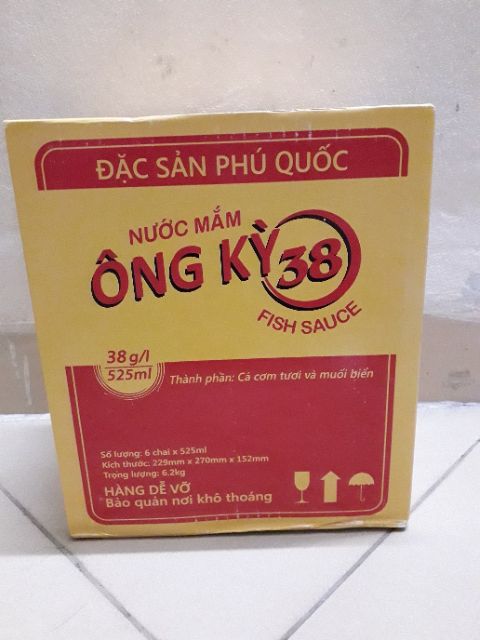 ĐẶC SẢN PHÚ QUỐC
NƯỚC MẮM
ÔNG KỲ 38
FISH SAUCE
38 g/l
525ml
Thành phần: Cá cơm tươi và muối biển
Số lượng: 6 chai x 525ml
Kích thước: 229mm x 270mm x 152mm
Trọng lượng: 6.2kg
HÀNG DỄ VỠ
Bảo quản nơi khô thoáng